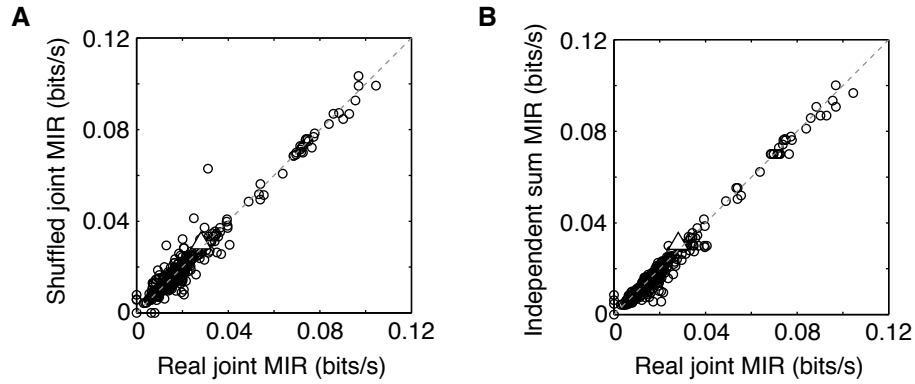 A
Shuffled joint MIR (bits/s)
0.12
0.08
0.04
0
0 0.04 0.08 0.12
Real joint MIR (bits/s)
B
Independent sum MIR (bits/s)
0.12
0.08
0.04
0
0 0.04 0.08 0.12
Real joint MIR (bits/s)